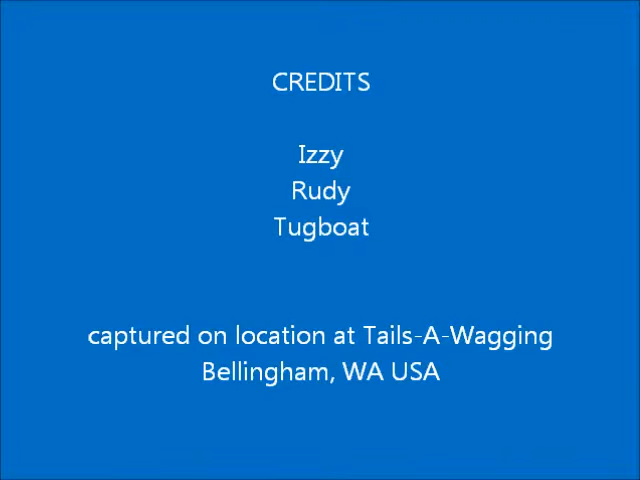 CREDITS
Izzy
Rudy
Tugboat
captured on location at Tails-A-Wagging
Bellingham, WA USA